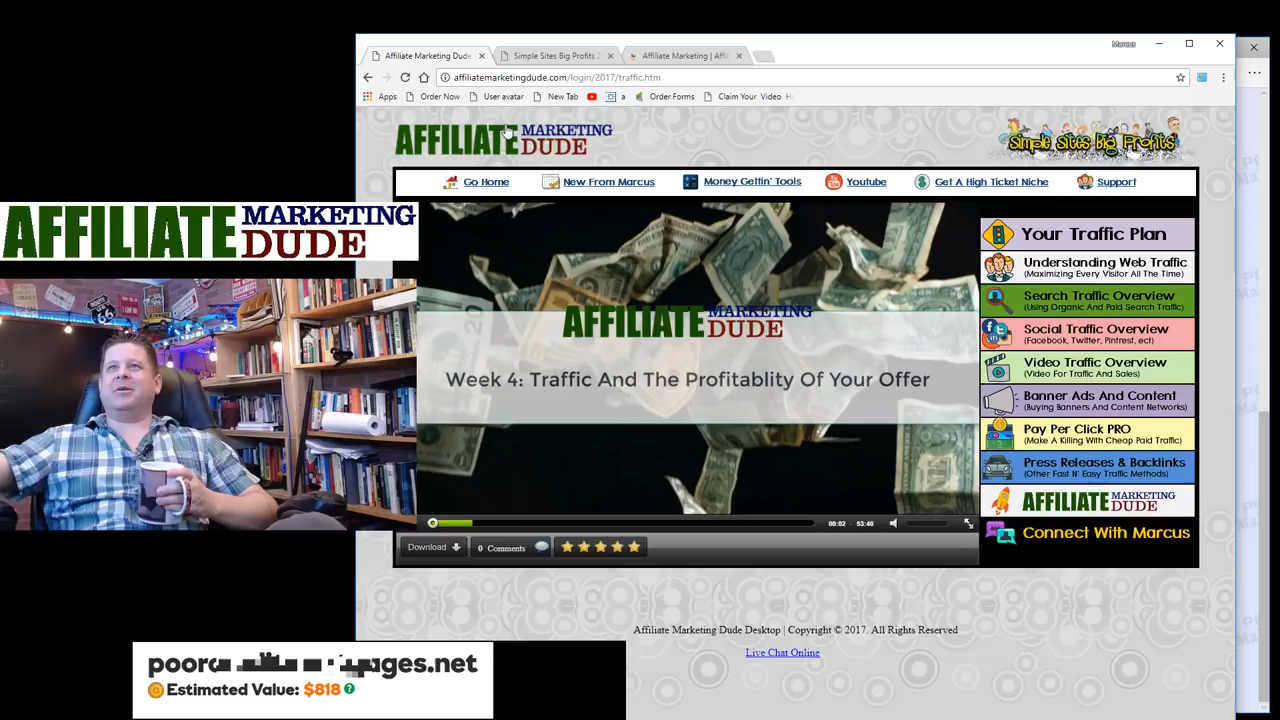 Marcus
Affiliate Marketing Dude
Simple Sites Big Profits
Affiliate Marketing | Affi
affiliatemarketingdude.com/login/2017/traffic.htm
Apps
Order Now
User avatar
New Tab
a
Order Forms
Claim Your Video H
AFFILIATE MARKETING DUDE
Simple Sites Big Profits
Go Home
New From Marcus
Money Gettin' Tools
Youtube
Get A High Ticket Niche
Support
AFFILIATE MARKETING DUDE
AFFILIATE MARKETING DUDE
Week 4: Traffic And The Profitablity Of Your Offer
00:02 - 53:46
Download
0 Comments
Your Traffic Plan
Understanding Web Traffic
(Maximizing Every Visitor All The Time)
Search Traffic Overview
(Using Organic And Paid Search Traffic)
Social Traffic Overview
(Facebook, Twitter, Pintrest, ect)
Video Traffic Overview
(Video For Traffic And Sales)
Banner Ads And Content
(Buying Banners And Content Networks)
Pay Per Click PRO
(Make A Killing With Cheap Paid Traffic)
Press Releases & Backlinks
(Other Fast N' Easy Traffic Methods)
AFFILIATE MARKETING DUDE
Connect With Marcus
Affiliate Marketing Dude Desktop | Copyright © 2017. All Rights Reserved
Live Chat Online
Estimated Value: $818